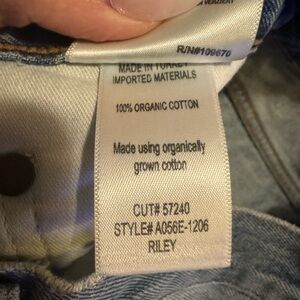 R/N#109670
MADE IN TURKEY
IMPORTED MATERIALS
100% ORGANIC COTTON
Made using organically
grown cotton
CUT# 57240
STYLE# A056E-1206
RILEY